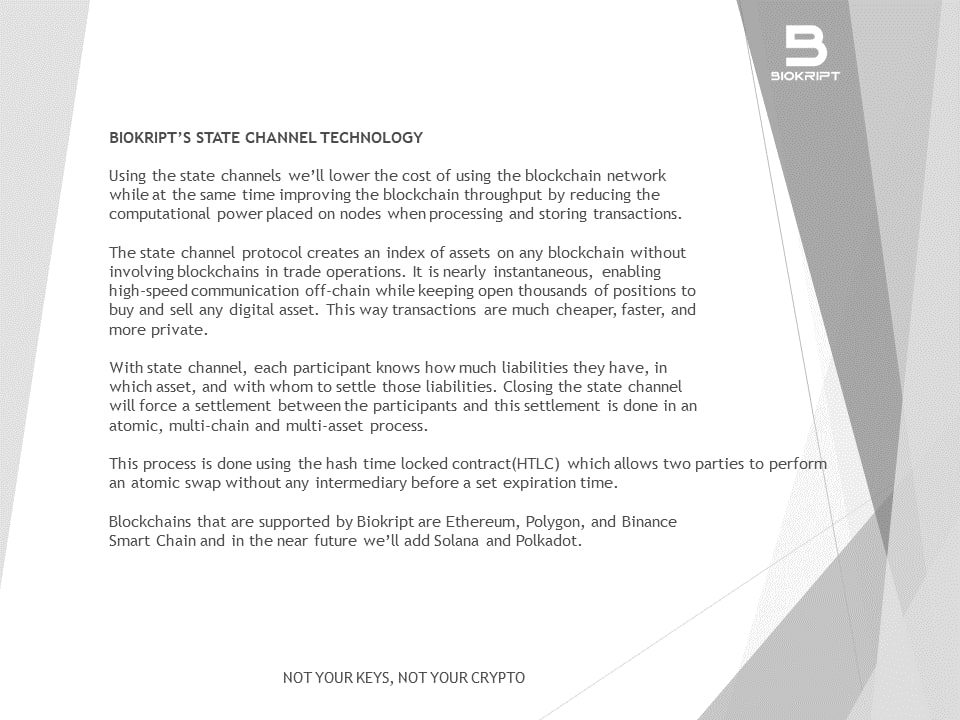 BIOKRIPT
BIOKRIPT'S STATE CHANNEL TECHNOLOGY
Using the state channels we'll lower the cost of using the blockchain network
while at the same time improving the blockchain throughput by reducing the
computational power placed on nodes when processing and storing transactions.
The state channel protocol creates an index of assets on any blockchain without
involving blockchains in trade operations. It is nearly instantaneous, enabling
high-speed communication off-chain while keeping open thousands of positions to
buy and sell any digital asset. This way transactions are much cheaper, faster, and
more private.
With state channel, each participant knows how much liabilities they have, in
which asset, and with whom to settle those liabilities. Closing the state channel
will force a settlement between the participants and this settlement is done in an
atomic, multi-chain and multi-asset process.
This process is done using the hash time locked contract(HTLC) which allows two parties to perform
an atomic swap without any intermediary before a set expiration time.
Blockchains that are supported by Biokript are Ethereum, Polygon, and Binance
Smart Chain and in the near future we'll add Solana and Polkadot.
NOT YOUR KEYS, NOT YOUR CRYPTO